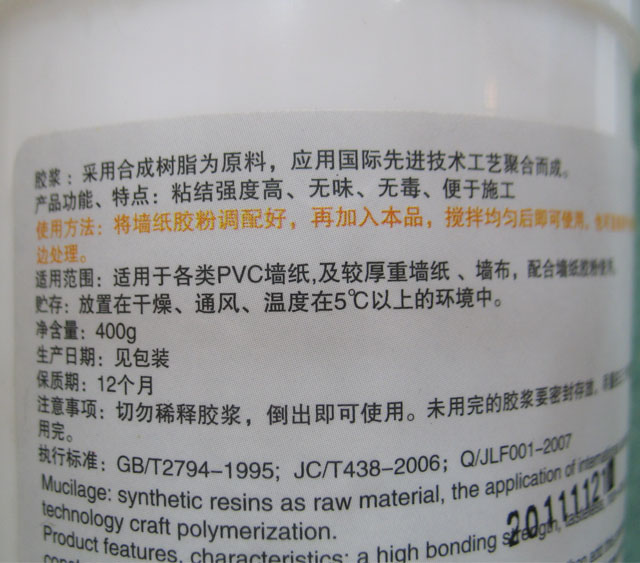 胶浆：采用合成树脂为原料，应用国际先进技术工艺聚合而成。
产品功能、特点：粘结强度高、无味、无毒、便于施工
使用方法：将墙纸胶粉调配好，再加入本品，搅拌均匀后即可使用。也可
边处理。
适用范围：适用于各类PVC墙纸,及较厚重墙纸、墙布，配合墙纸胶粉使用。
贮存：放置在干燥、通风、温度在5℃以上的环境中。
净含量：400g
生产日期：见包装
保质期：12个月
注意事项：切勿稀释胶浆，倒出即可使用。未用完的胶浆要密封存放，
用完。
执行标准：GB/T2794-1995；JC/T438-2006；Q/JLF001-2007
Mucilage: synthetic resins as raw material, the application of
technology craft polymerization.
20111121
Product features, characteristics: a high bonding strength,